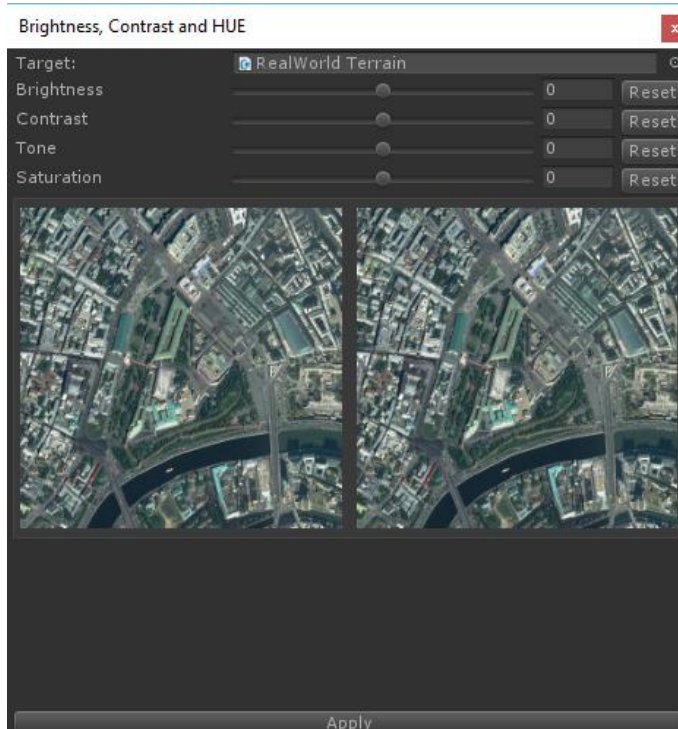 Brightness, Contrast and HUE x
Target: RealWorld Terrain
Brightness 0 Reset
Contrast 0 Reset
Tone 0 Reset
Saturation 0 Reset
Apply